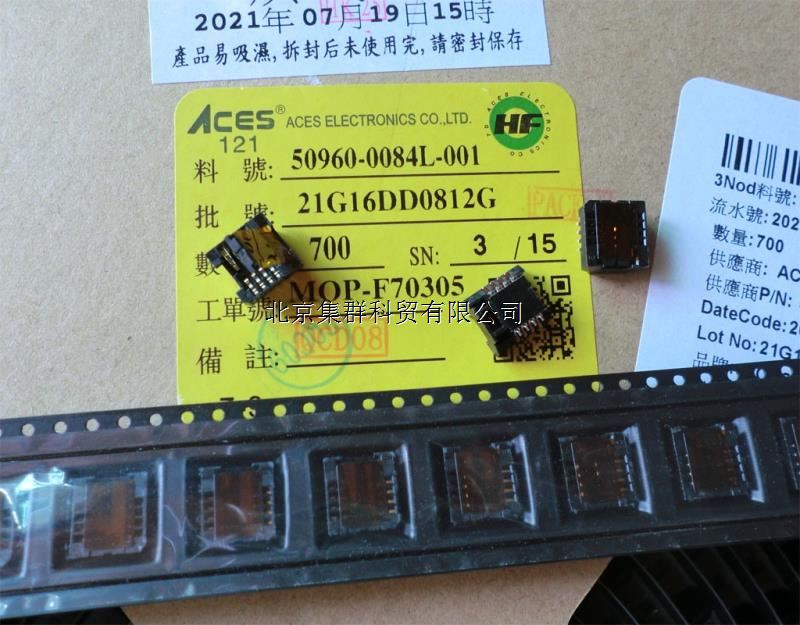 2021年 07月19日15時
產品易吸濕,拆封后未使用完,請密封保存
ACES® ACES ELECTRONICS CO.,LTD.
HF
121
料 號: 50960-0084L-001
批 號: 21G16DD0812G
數 700 SN: 3 / 15
工單號 MOP-F70305
北京集群科贸有限公司
備 註: QCD08
3Nod料號:
流水號: 202
數量: 700
供應商: AC
供應商P/N:
DateCode: 20
Lot No: 21G1
品牌